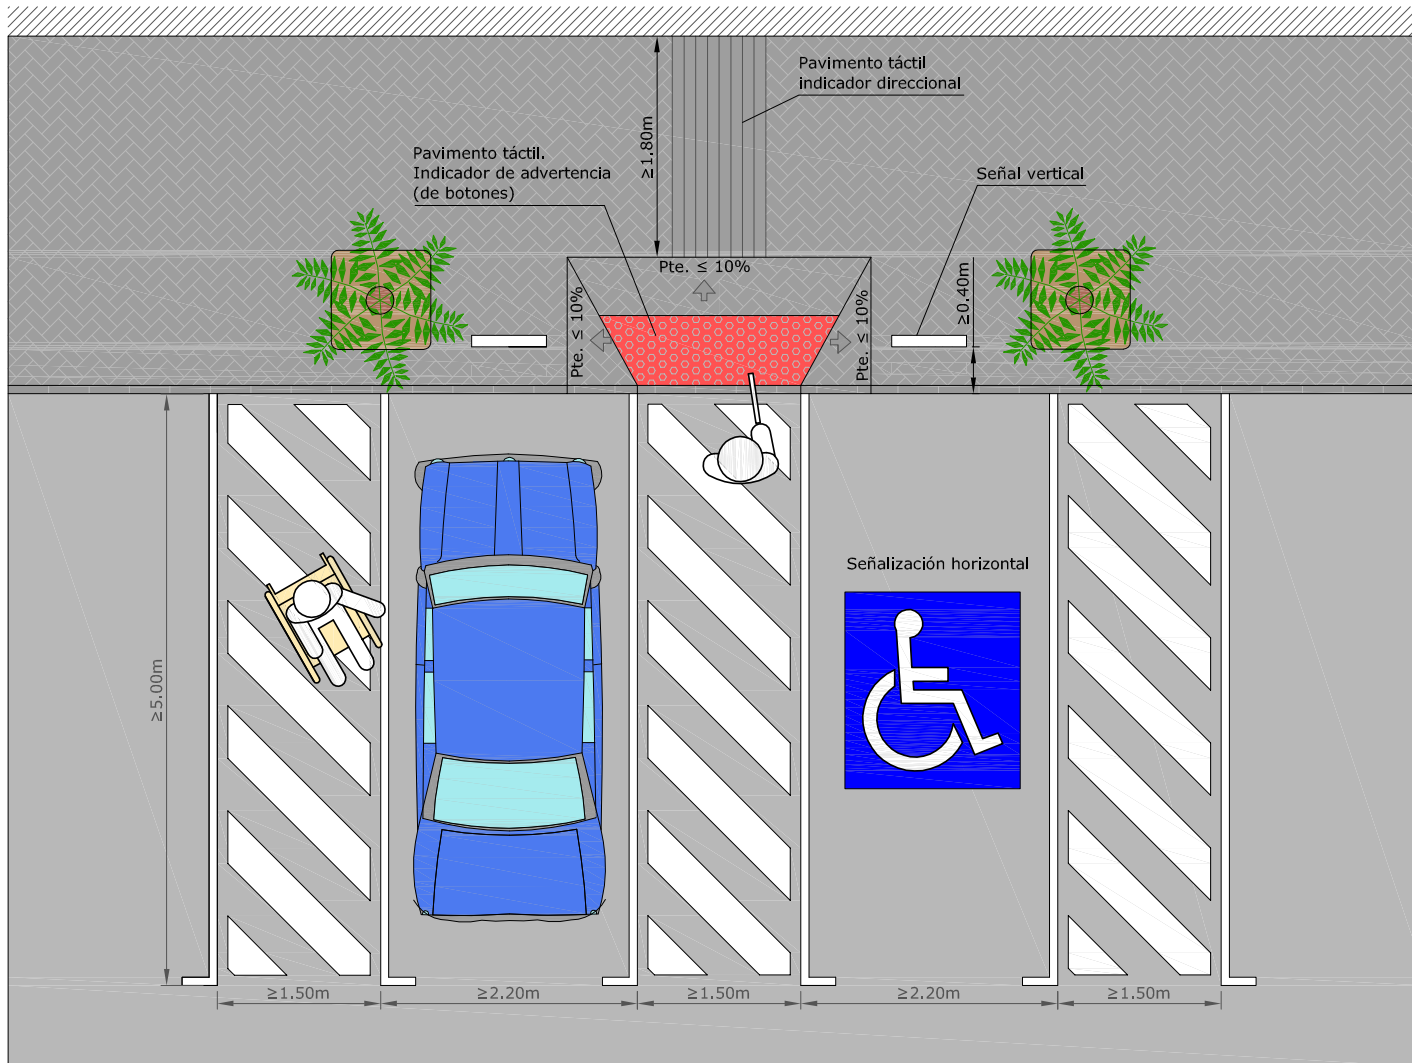 Pavimento táctil
indicador direccional
≥1.80m
Pavimento táctil.
Indicador de advertencia
(de botones)
Señal vertical
Pte. ≤ 10%
Pte. ≤ 10%
Pte. ≤ 10%
≥0.40m
Señalización horizontal
≥5.00m
≥1.50m
≥2.20m
≥1.50m
≥2.20m
≥1.50m